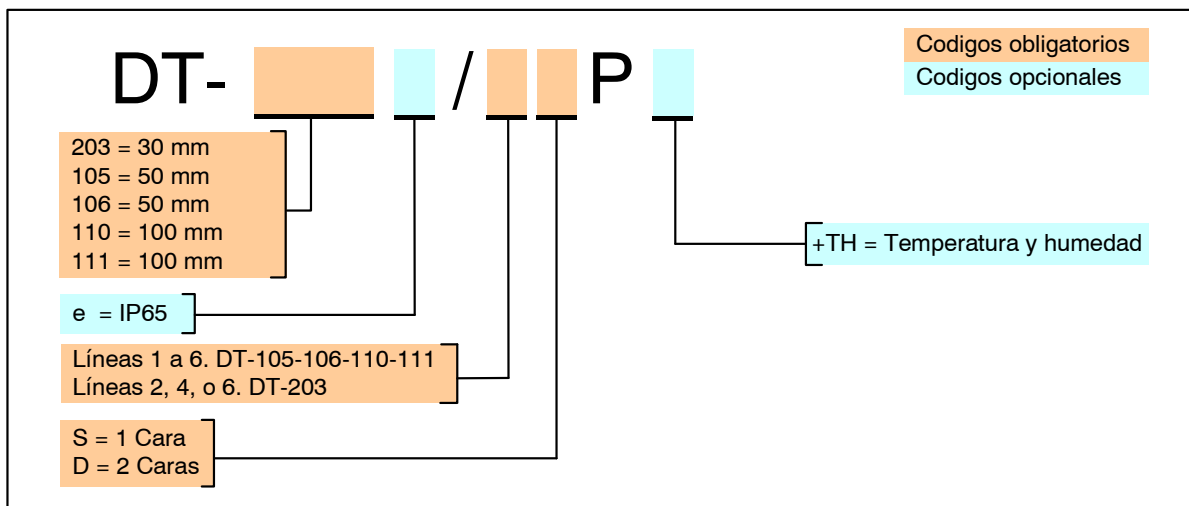 DT- / P
Codigos obligatorios
Codigos opcionales
203 = 30 mm
105 = 50 mm
106 = 50 mm
110 = 100 mm
111 = 100 mm
+TH = Temperatura y humedad
e = IP65
Líneas 1 a 6. DT-105-106-110-111
Líneas 2, 4, o 6. DT-203
S = 1 Cara
D = 2 Caras